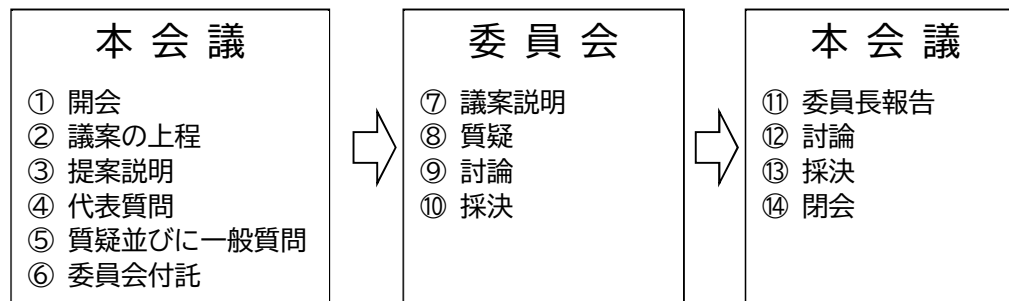 本会議
① 開会
② 議案の上程
③ 提案説明
④ 代表質問
⑤ 質疑並びに一般質問
⑥ 委員会付託
委員会
⑦ 議案説明
⑧ 質疑
⑨ 討論
⑩ 採決
本会議
⑪ 委員長報告
⑫ 討論
⑬ 採決
⑭ 閉会